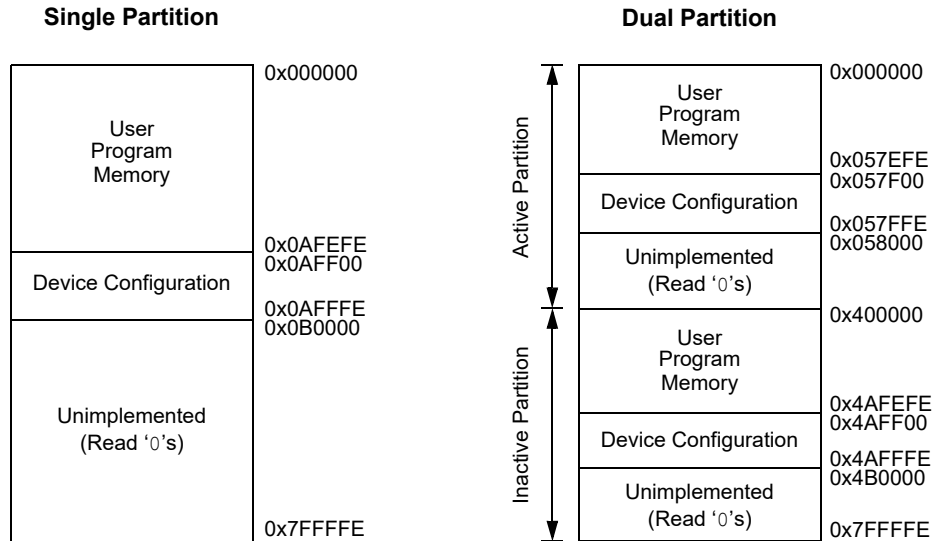 Single Partition
0x000000
User
Program
Memory
0x0AFEFE
0x0AFF00
Device Configuration
0x0AFFFE
0x0B0000
Unimplemented
(Read ‘0’s)
0x7FFFFE
Dual Partition
Active Partition
0x000000
User
Program
Memory
0x057EFE
0x057F00
Device Configuration
0x057FFE
0x058000
Unimplemented
(Read ‘0’s)
Inactive Partition
0x400000
User
Program
Memory
0x4AFEFE
0x4AFF00
Device Configuration
0x4AFFFE
0x4B0000
Unimplemented
(Read ‘0’s)
0x7FFFFE